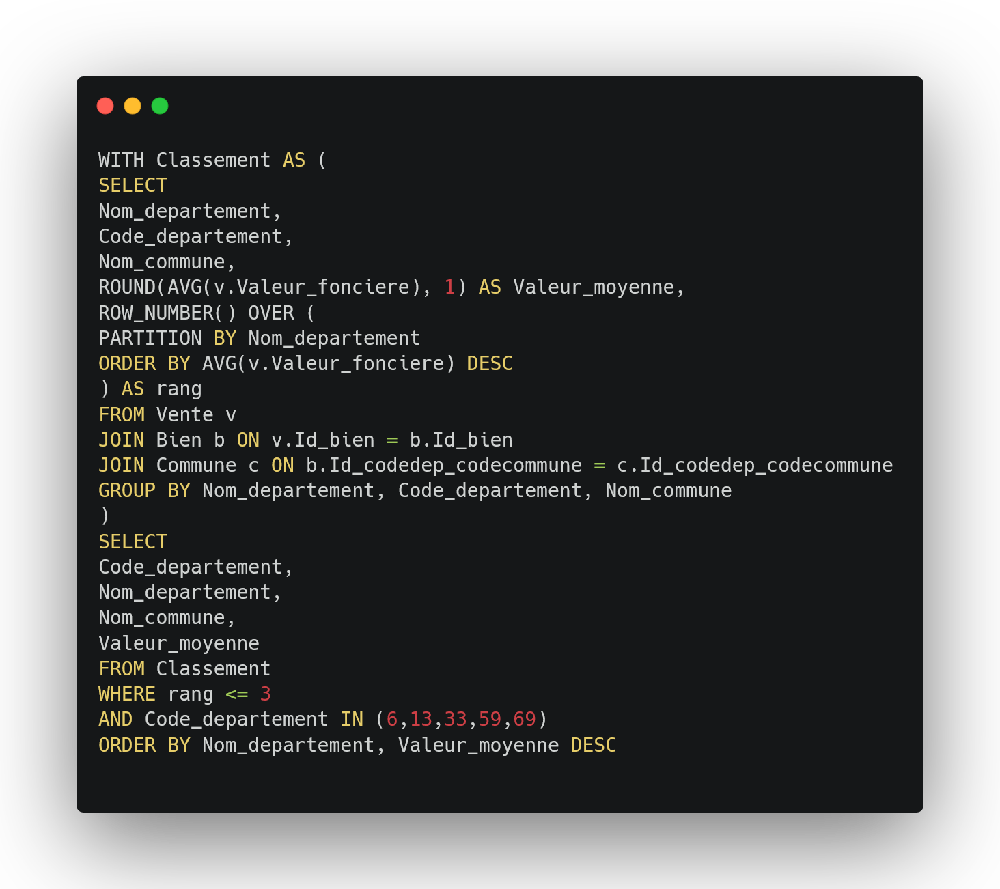 WITH Classement AS (
SELECT
Nom_departement,
Code_departement,
Nom_commune,
ROUND(AVG(v.Valeur_fonciere), 1) AS Valeur_moyenne,
ROW_NUMBER() OVER (
PARTITION BY Nom_departement
ORDER BY AVG(v.Valeur_fonciere) DESC
) AS rang
FROM Vente v
JOIN Bien b ON v.Id_bien = b.Id_bien
JOIN Commune c ON b.Id_codedep_codecommune = c.Id_codedep_codecommune
GROUP BY Nom_departement, Code_departement, Nom_commune
)
SELECT
Code_departement,
Nom_departement,
Nom_commune,
Valeur_moyenne
FROM Classement
WHERE rang <= 3
AND Code_departement IN (6,13,33,59,69)
ORDER BY Nom_departement, Valeur_moyenne DESC